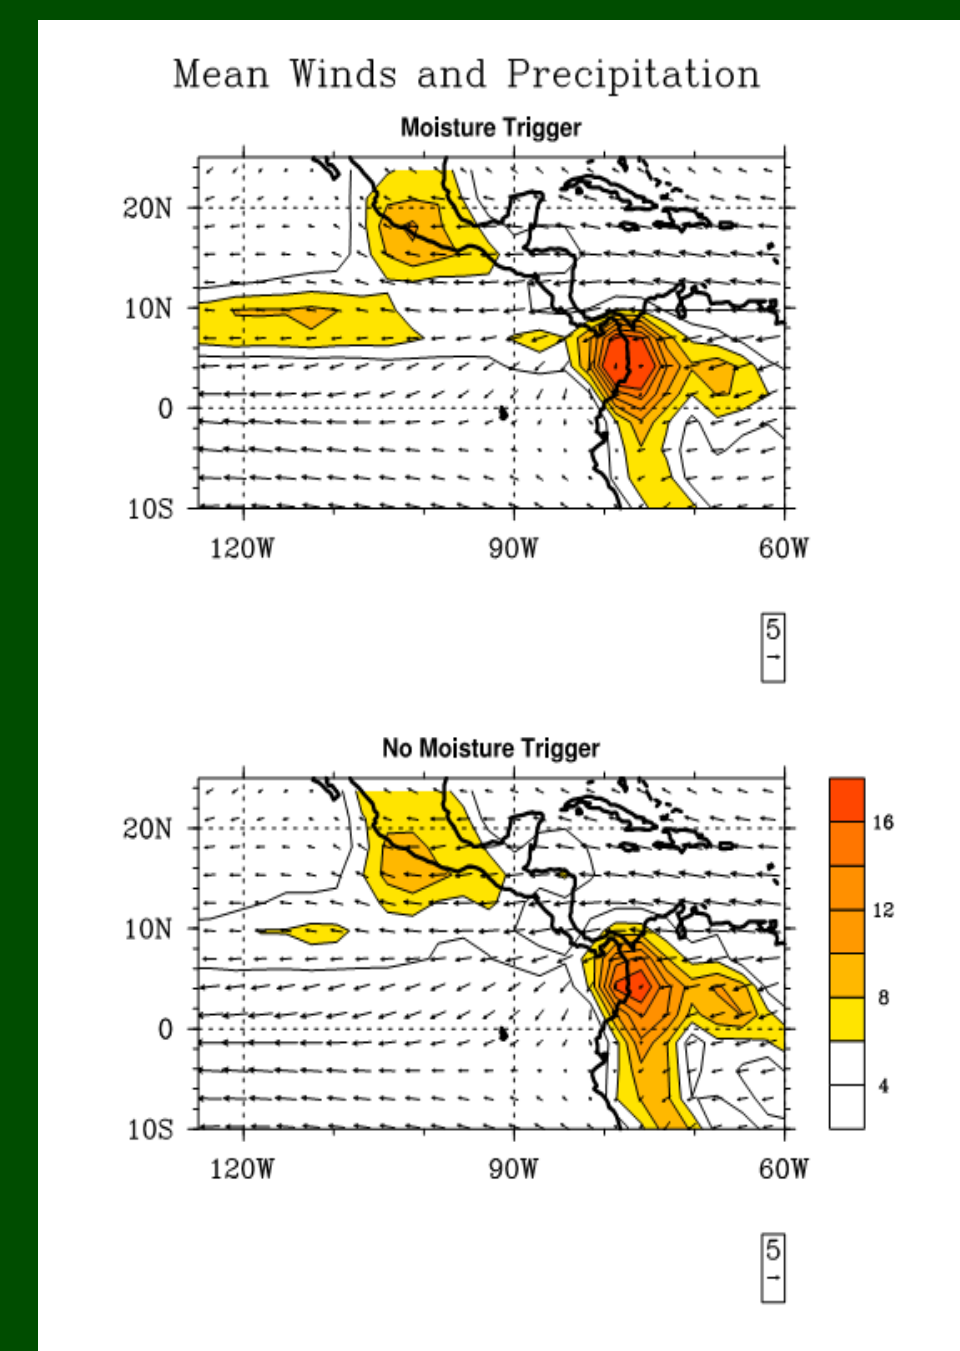 Mean Winds and Precipitation
Moisture Trigger
20N
10N
0
10S
120W 90W 60W
5
No Moisture Trigger
20N
10N
0
10S
120W 90W 60W
16
12
8
4
5